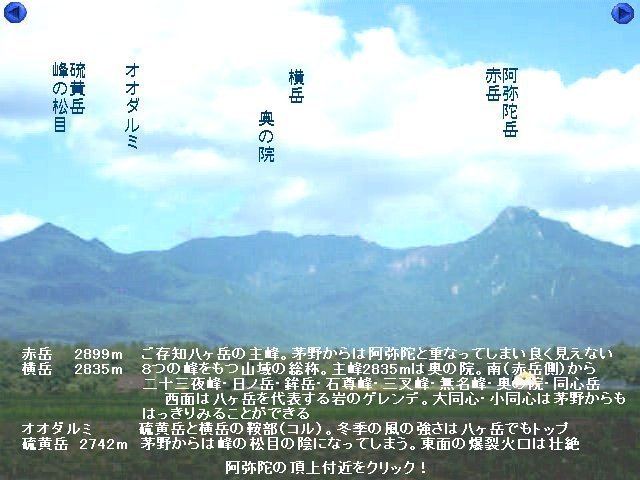 硫黄岳
峰の松目
オオダルミ
横岳
奥の院
阿弥陀岳
赤岳
赤岳　2899m　ご存知八ヶ岳の主峰。茅野からは阿弥陀と重なってしまい良く見えない
横岳　2835m　8つの峰をもつ山域の総称。主峰2835mは奥の院。南(赤岳側)から
二十三夜峰・日ノ岳・鉾岳・石尊峰・三叉峰・無名峰・奥の院・同心岳
西面は八ヶ岳を代表する岩のゲレンデ。大同心・小同心は茅野からも
はっきりみることができる
オオダルミ　硫黄岳と横岳の鞍部(コル)。冬季の風の強さは八ヶ岳でもトップ
硫黄岳　2742m　茅野からは峰の松目の陰になってしまう。東面の爆裂火口は壮絶
阿弥陀の頂上付近をクリック！